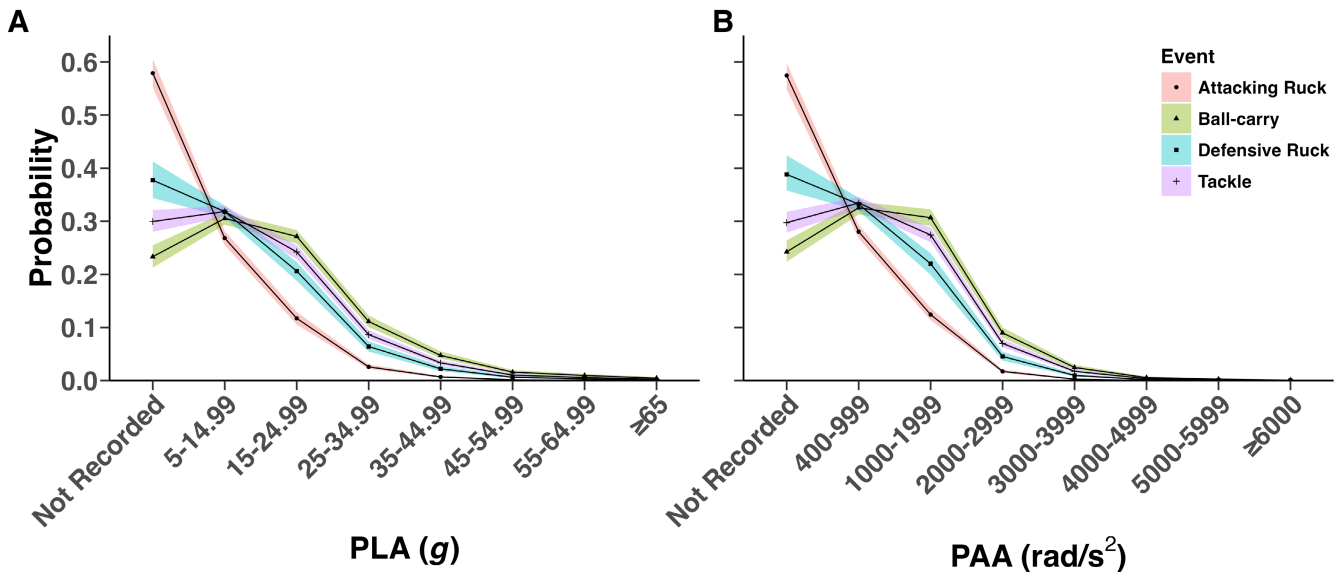 A
Probability
0.6
0.5
0.4
0.3
0.2
0.1
0.0
Not Recorded
5-14.99
15-24.99
25-34.99
35-44.99
45-54.99
55-64.99
≥65
PLA (g)
B
Event
Attacking Ruck
Ball-carry
Defensive Ruck
Tackle
Not Recorded
400-999
1000-1999
2000-2999
3000-3999
4000-4999
5000-5999
≥6000
PAA (rad/s²)